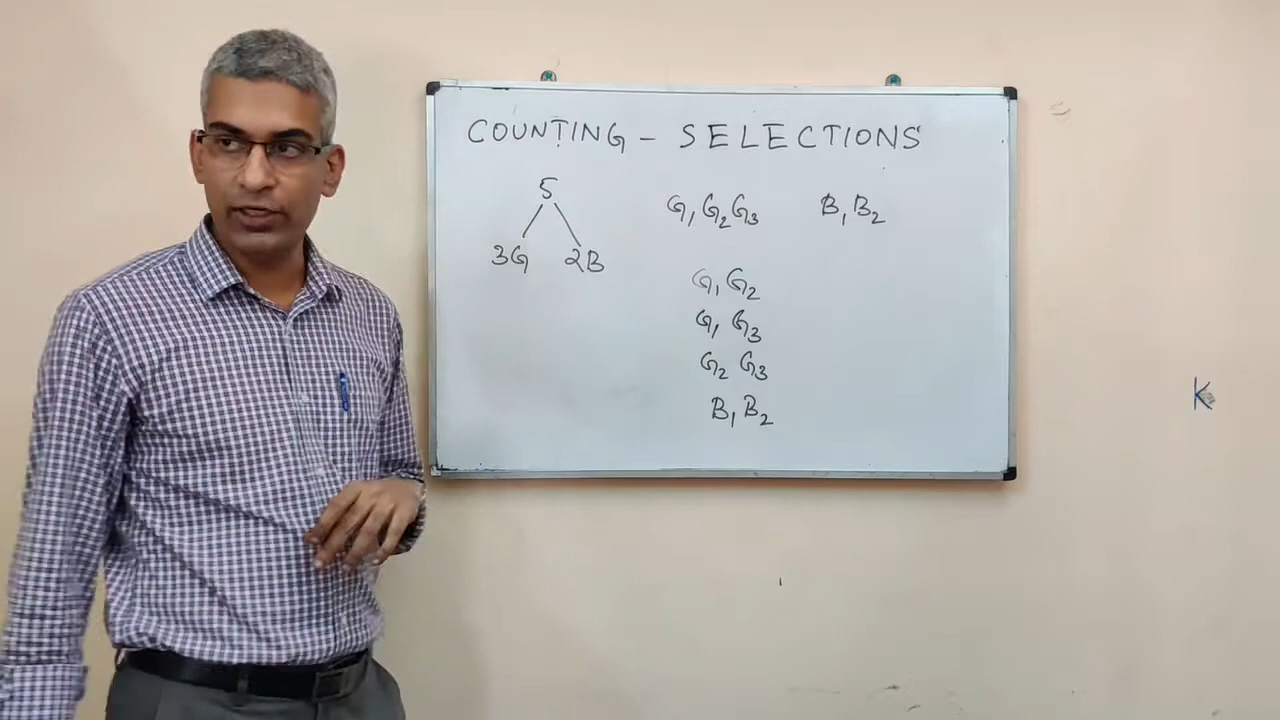 COUNTING - SELECTIONS
5
3G 2B
G1 G2 G3 B1 B2
G1 G2
G1 G3
G2 G3
B1 B2
K